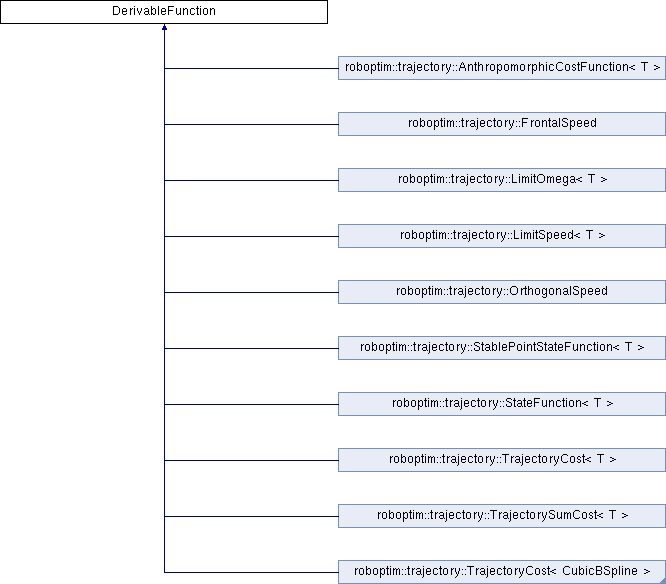 DerivableFunction
roboptim::trajectory::AnthropomorphicCostFunction< T >
roboptim::trajectory::FrontalSpeed
roboptim::trajectory::LimitOmega< T >
roboptim::trajectory::LimitSpeed< T >
roboptim::trajectory::OrthogonalSpeed
roboptim::trajectory::StablePointStateFunction< T >
roboptim::trajectory::StateFunction< T >
roboptim::trajectory::TrajectoryCost< T >
roboptim::trajectory::TrajectorySumCost< T >
roboptim::trajectory::TrajectoryCost< CubicBSpline >